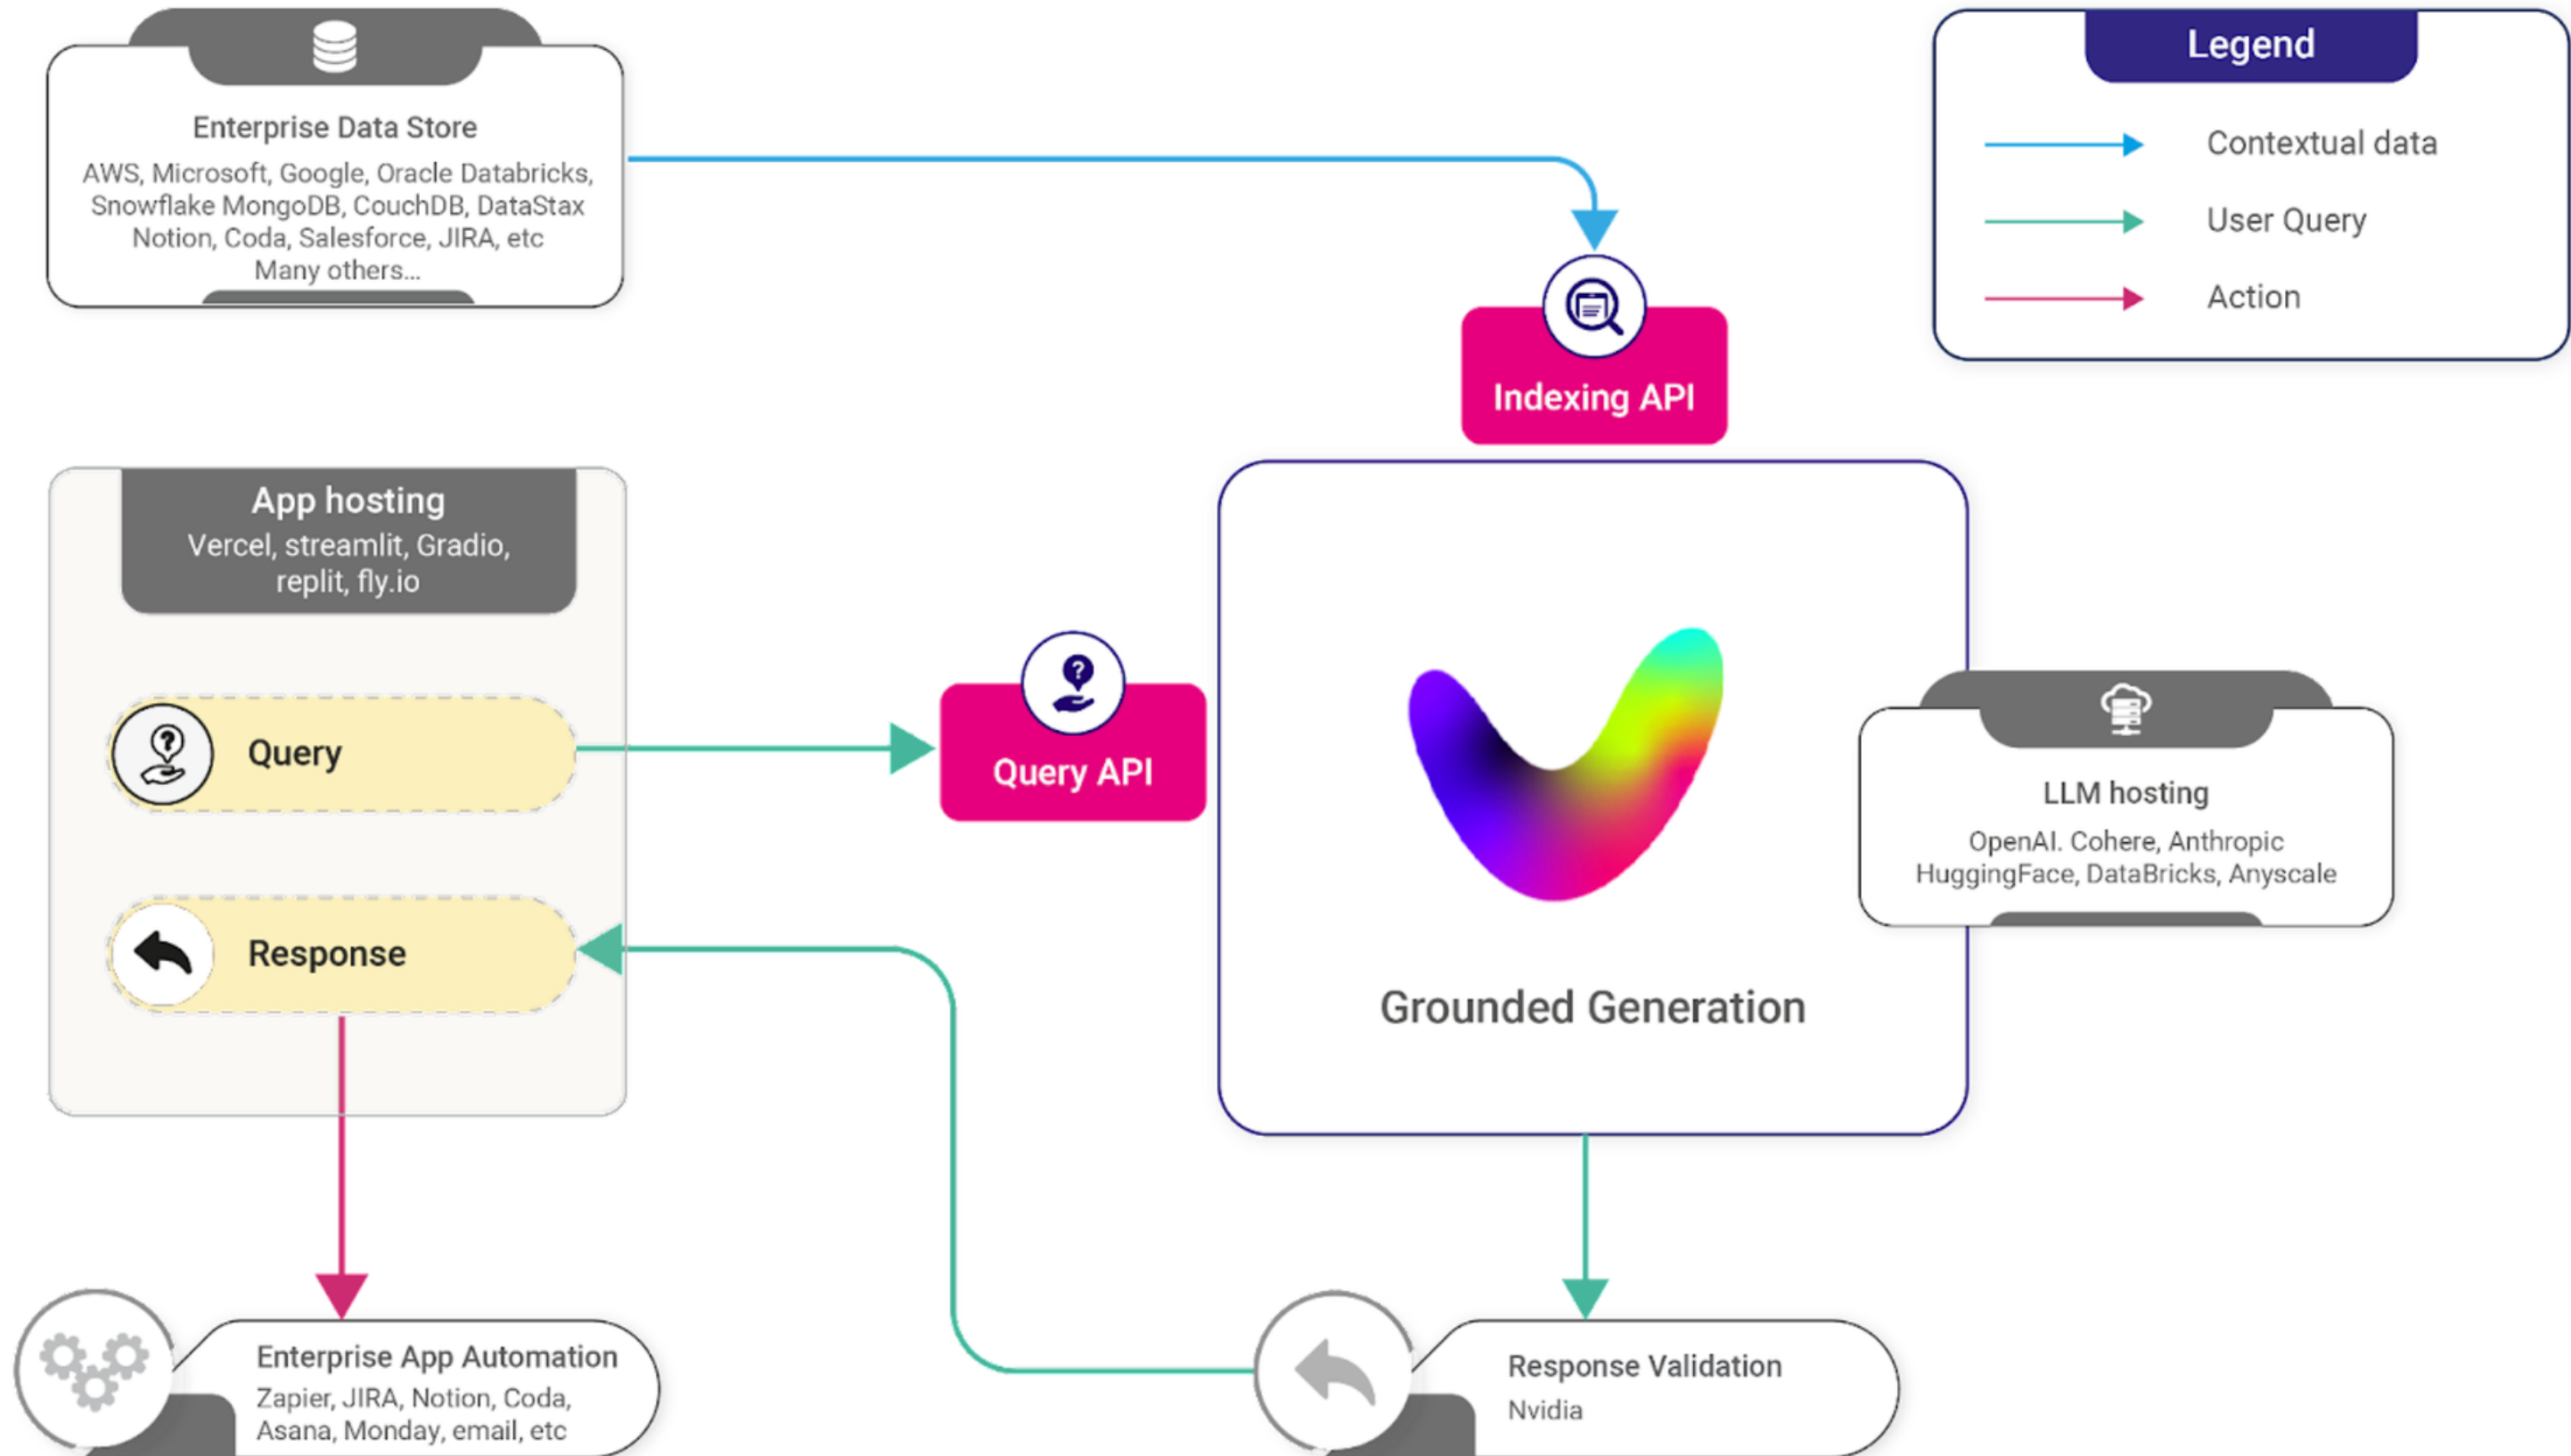 Enterprise Data Store
AWS, Microsoft, Google, Oracle Databricks,
Snowflake MongoDB, CouchDB, DataStax
Notion, Coda, Salesforce, JIRA, etc
Many others...
Legend
Contextual data
User Query
Action
Indexing API
App hosting
Vercel, streamlit, Gradio,
replit, fly.io
Query
Response
Query API
Grounded Generation
LLM hosting
OpenAI. Cohere, Anthropic
HuggingFace, DataBricks, Anyscale
Enterprise App Automation
Zapier, JIRA, Notion, Coda,
Asana, Monday, email, etc
Response Validation
Nvidia